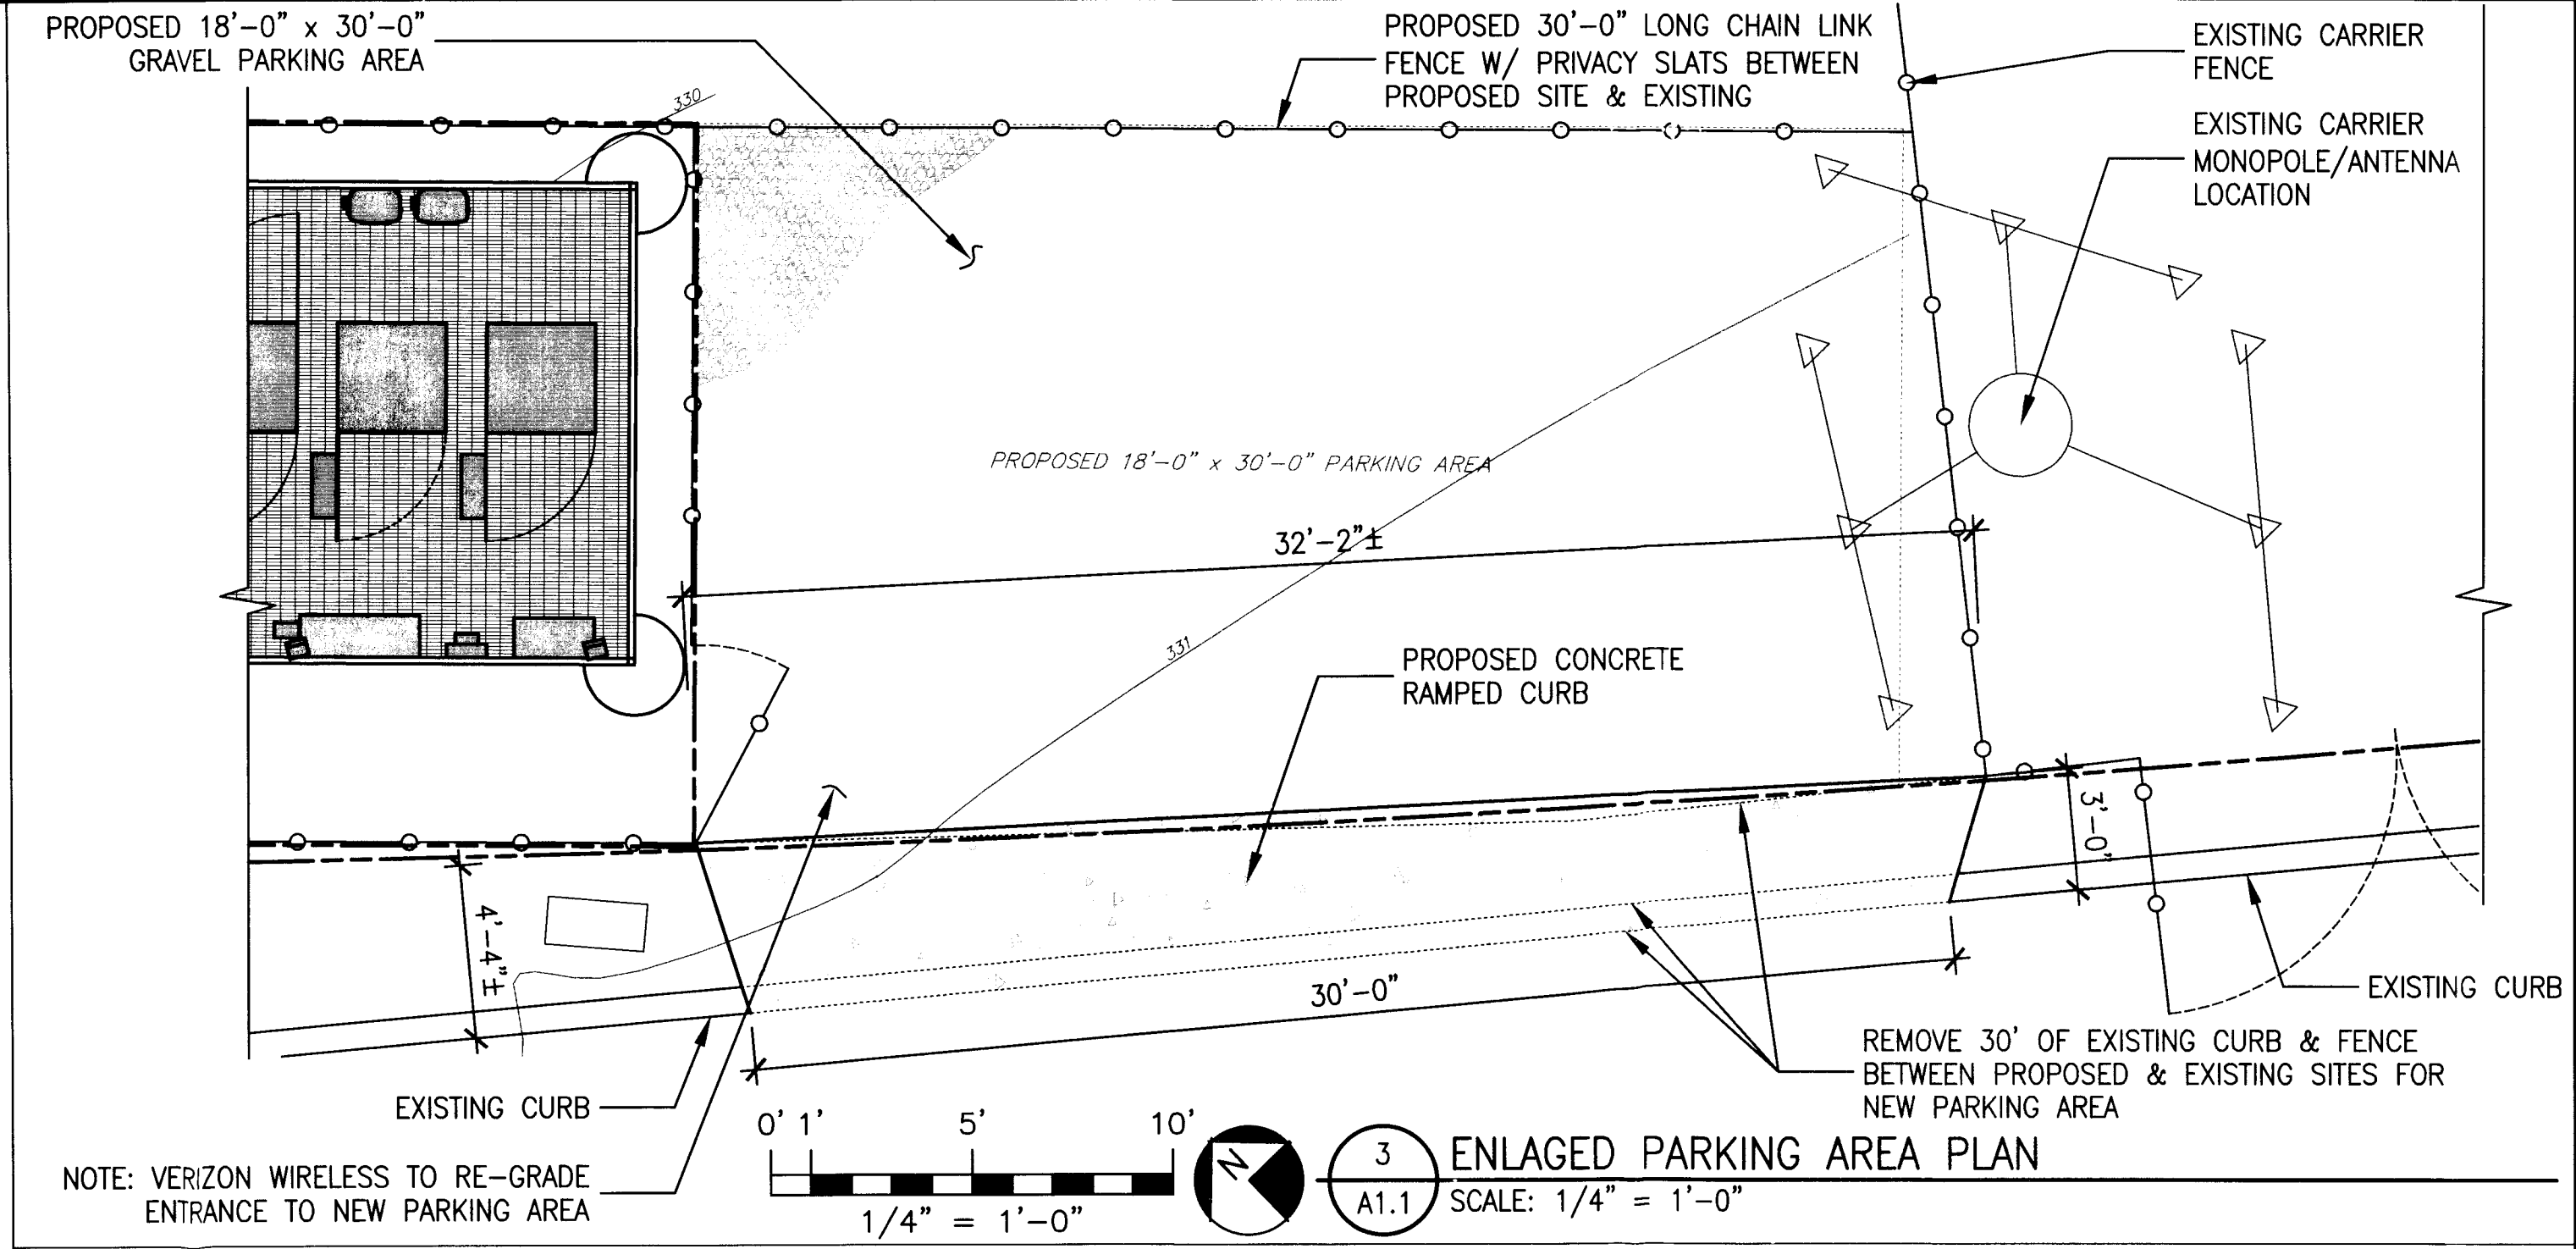 PROPOSED 18'-0" x 30'-0"
GRAVEL PARKING AREA
PROPOSED 30'-0" LONG CHAIN LINK
FENCE W/ PRIVACY SLATS BETWEEN
PROPOSED SITE & EXISTING
EXISTING CARRIER
FENCE
EXISTING CARRIER
MONOPOLE/ANTENNA
LOCATION
330
PROPOSED 18'-0" x 30'-0" PARKING AREA
32'-2"±
331
PROPOSED CONCRETE
RAMPED CURB
3'-0"
4'-4"±
30'-0"
EXISTING CURB
REMOVE 30' OF EXISTING CURB & FENCE
BETWEEN PROPOSED & EXISTING SITES FOR
NEW PARKING AREA
EXISTING CURB
NOTE: VERIZON WIRELESS TO RE-GRADE
ENTRANCE TO NEW PARKING AREA
0' 1' 5' 10'
1/4" = 1'-0"
N
3
A1.1
ENLAGED PARKING AREA PLAN
SCALE: 1/4" = 1'-0"